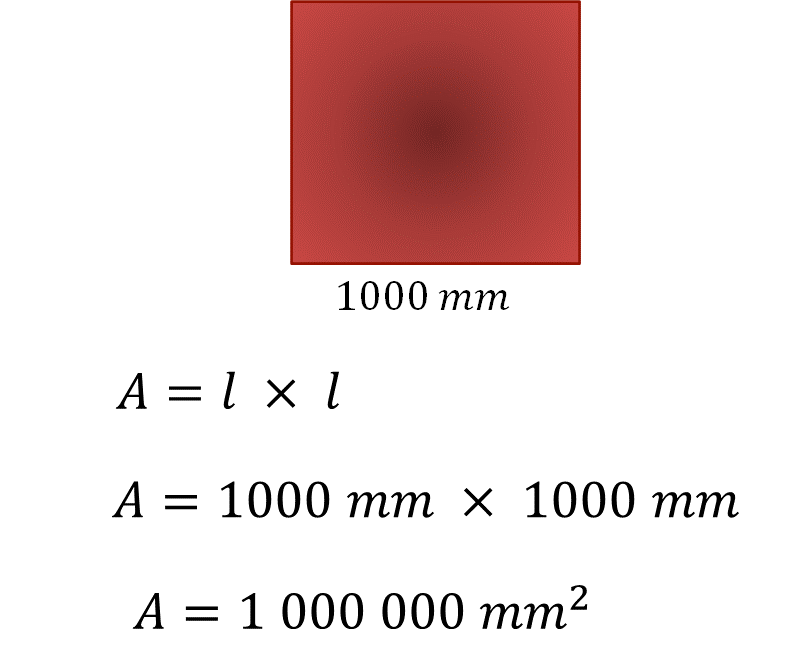 1000 mm
A = l × l
A = 1000 mm × 1000 mm
A = 1 000 000 mm²